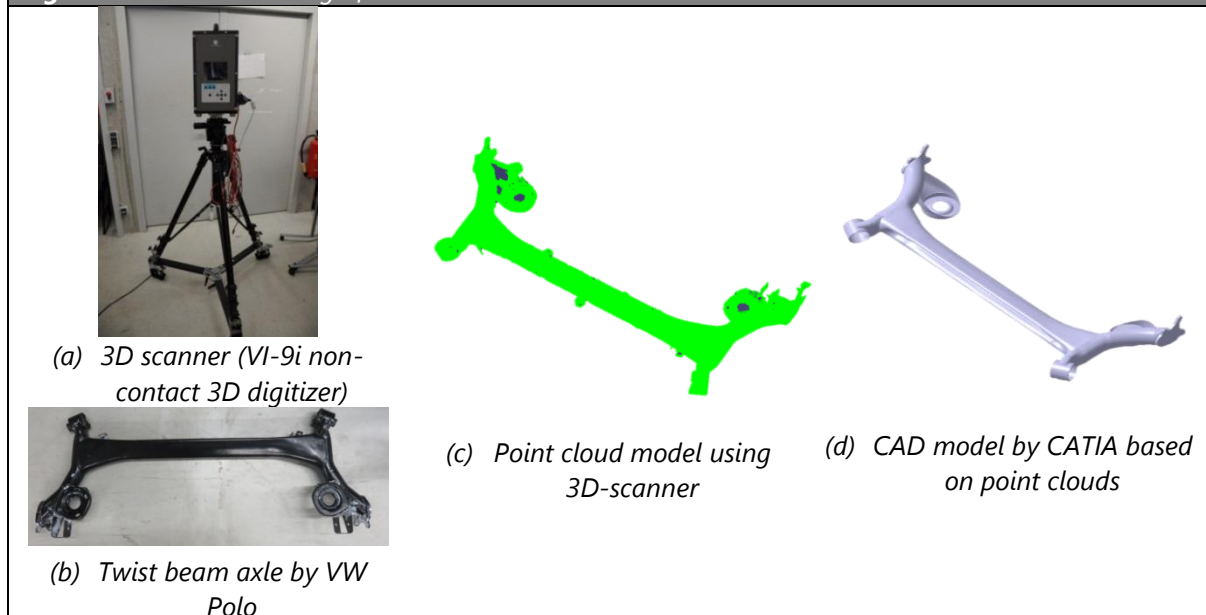 (a) 3D scanner (VI-9i non-
contact 3D digitizer)
(b) Twist beam axle by VW
Polo
(c) Point cloud model using
3D-scanner
(d) CAD model by CATIA based
on point clouds